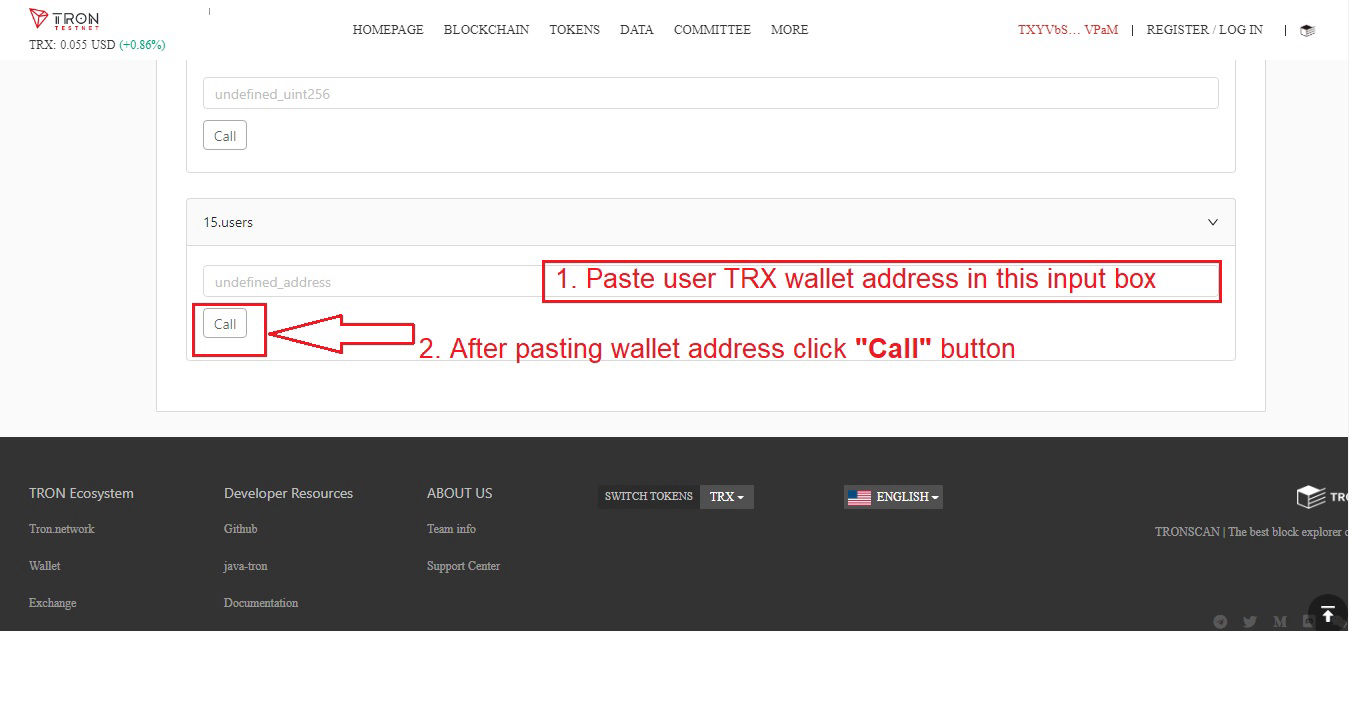 TRON
TESTNET
TRX: 0.055 USD (+0.86%)
HOMEPAGE BLOCKCHAIN TOKENS DATA COMMITTEE MORE
TXYVbS... VPaM | REGISTER / LOG IN |
undefined_uint256
Call
15.users
undefined_address
1. Paste user TRX wallet address in this input box
Call
2. After pasting wallet address click "Call" button
TRON Ecosystem Developer Resources ABOUT US SWITCH TOKENS TRX ENGLISH TRO
Tron.network Github Team info TRONSCAN | The best block explorer
Wallet java-tron Support Center
Exchange Documentation